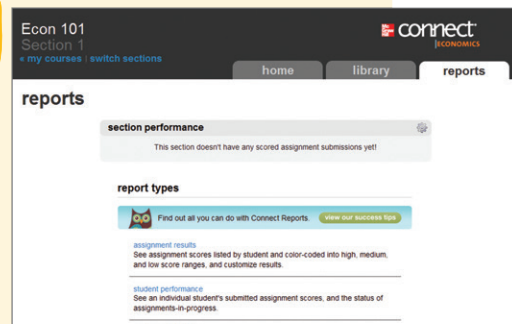 Econ 101
Section 1
« my courses | switch sections
connect
ECONOMICS
home
library
reports
reports
section performance
This section doesn't have any scored assignment submissions yet!
report types
Find out all you can do with Connect Reports.
view our success tips
assignment results
See assignment scores listed by student and color-coded into high, medium,
and low score ranges, and customize results.
student performance
See an individual student's submitted assignment scores, and the status of
assignments-in-progress.